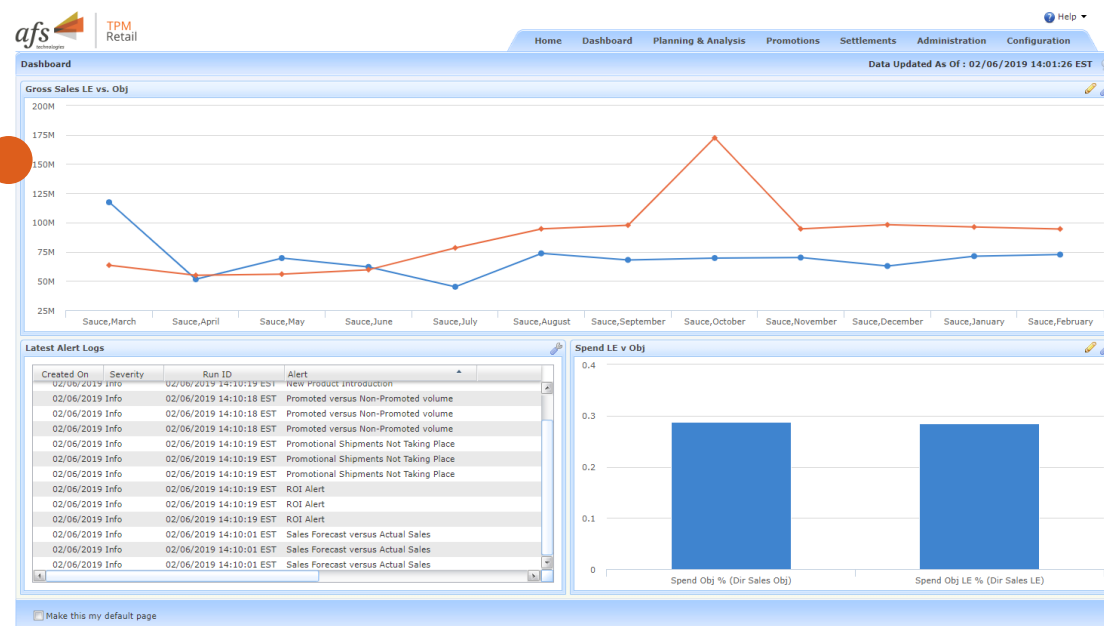 Help
afs
technologies
TPM
Retail
Home Dashboard Planning & Analysis Promotions Settlements Administration Configuration
Dashboard
Data Updated As Of : 02/06/2019 14:01:26 EST
Gross Sales LE vs. Obj
200M
175M
150M
125M
100M
75M
50M
25M
Sauce,March Sauce,April Sauce,May Sauce,June Sauce,July Sauce,August Sauce,September Sauce,October Sauce,November Sauce,December Sauce,January Sauce,February
Latest Alert Logs
Created On Severity Run ID Alert
02/06/2019 Info 02/06/2019 14:10:19 EST New Product Introduction
02/06/2019 Info 02/06/2019 14:10:18 EST Promoted versus Non-Promoted volume
02/06/2019 Info 02/06/2019 14:10:18 EST Promoted versus Non-Promoted volume
02/06/2019 Info 02/06/2019 14:10:18 EST Promoted versus Non-Promoted volume
02/06/2019 Info 02/06/2019 14:10:19 EST Promotional Shipments Not Taking Place
02/06/2019 Info 02/06/2019 14:10:19 EST Promotional Shipments Not Taking Place
02/06/2019 Info 02/06/2019 14:10:19 EST Promotional Shipments Not Taking Place
02/06/2019 Info 02/06/2019 14:10:19 EST ROI Alert
02/06/2019 Info 02/06/2019 14:10:19 EST ROI Alert
02/06/2019 Info 02/06/2019 14:10:19 EST ROI Alert
02/06/2019 Info 02/06/2019 14:10:01 EST Sales Forecast versus Actual Sales
02/06/2019 Info 02/06/2019 14:10:01 EST Sales Forecast versus Actual Sales
02/06/2019 Info 02/06/2019 14:10:01 EST Sales Forecast versus Actual Sales
Spend LE v Obj
0.4
0.3
0.2
0.1
0
Spend Obj % (Dir Sales Obj) Spend Obj LE % (Dir Sales LE)
Make this my default page